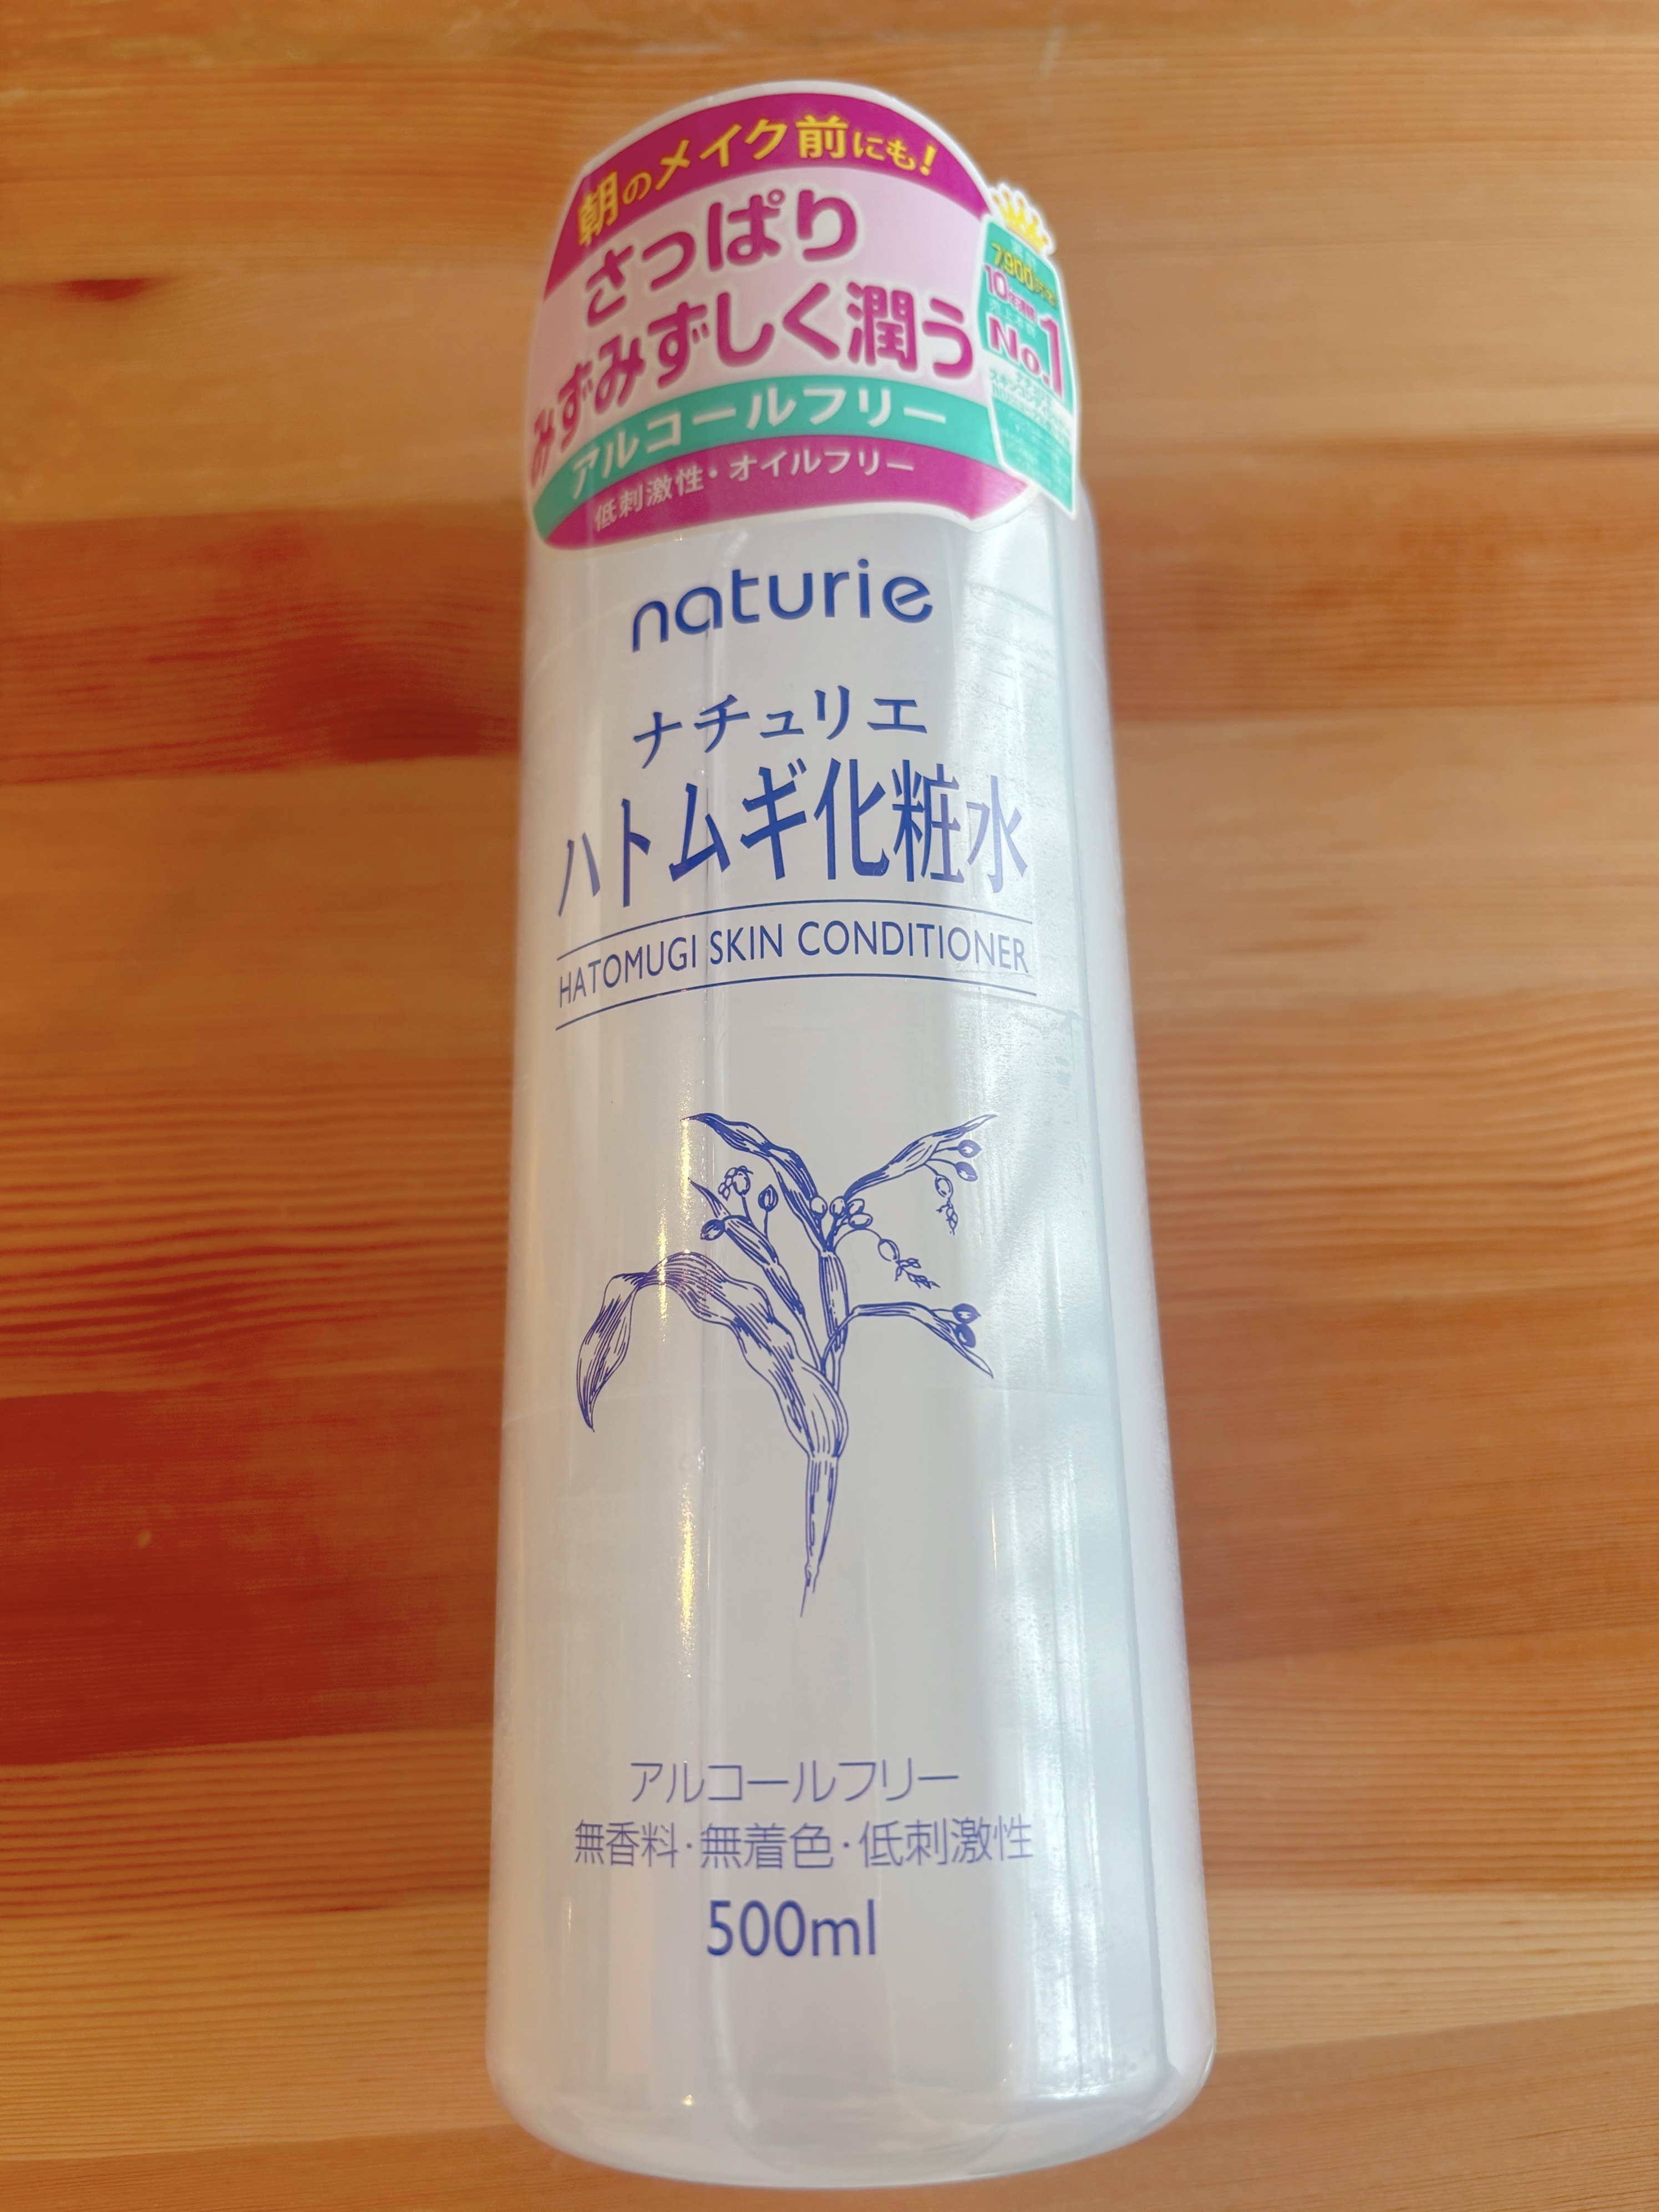 朝のメイク前にも!
さっぱり
みずみずしく潤う
アルコールフリー
低刺激性・オイルフリー
7,900
10
No.1
naturie
ナチュリエ
ハトムギ化粧水
HATOMUGI SKIN CONDITIONER
アルコールフリー
無香料・無着色・低刺激性
500ml